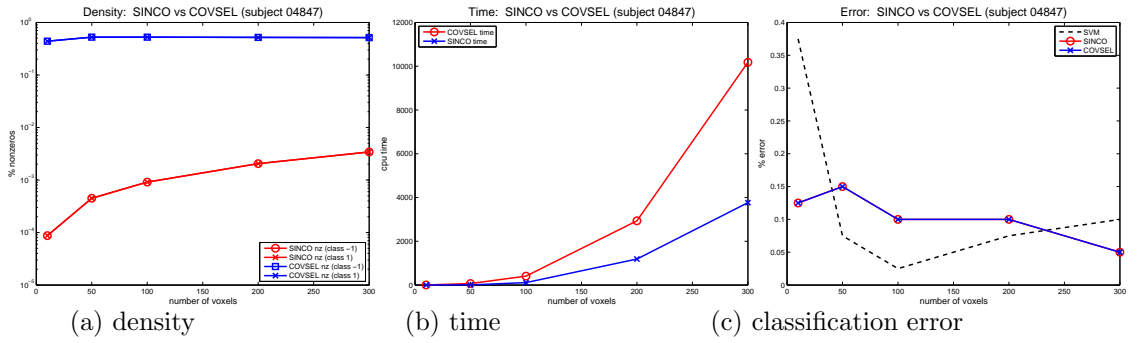 Density: SINCO vs COVSEL (subject 04847)
10^0
10^-1
10^-2
10^-3
10^-4
10^-5
% nonzeros
0 50 100 150 200 250 300
number of voxels
SINCO nz (class −1)
SINCO nz (class 1)
COVSEL nz (class−1)
COVSEL nz (class 1)
(a) density
Time: SINCO vs COVSEL (subject 04847)
12000
10000
8000
6000
4000
2000
0
cpu time
0 50 100 150 200 250 300
number of voxels
COVSEL time
SINCO time
(b) time
Error: SINCO vs COVSEL (subject 04847)
0.4
0.35
0.3
0.25
0.2
0.15
0.1
0.05
0
% error
0 50 100 150 200 250 300
number of voxels
SVM
SINCO
COVSEL
(c) classification error